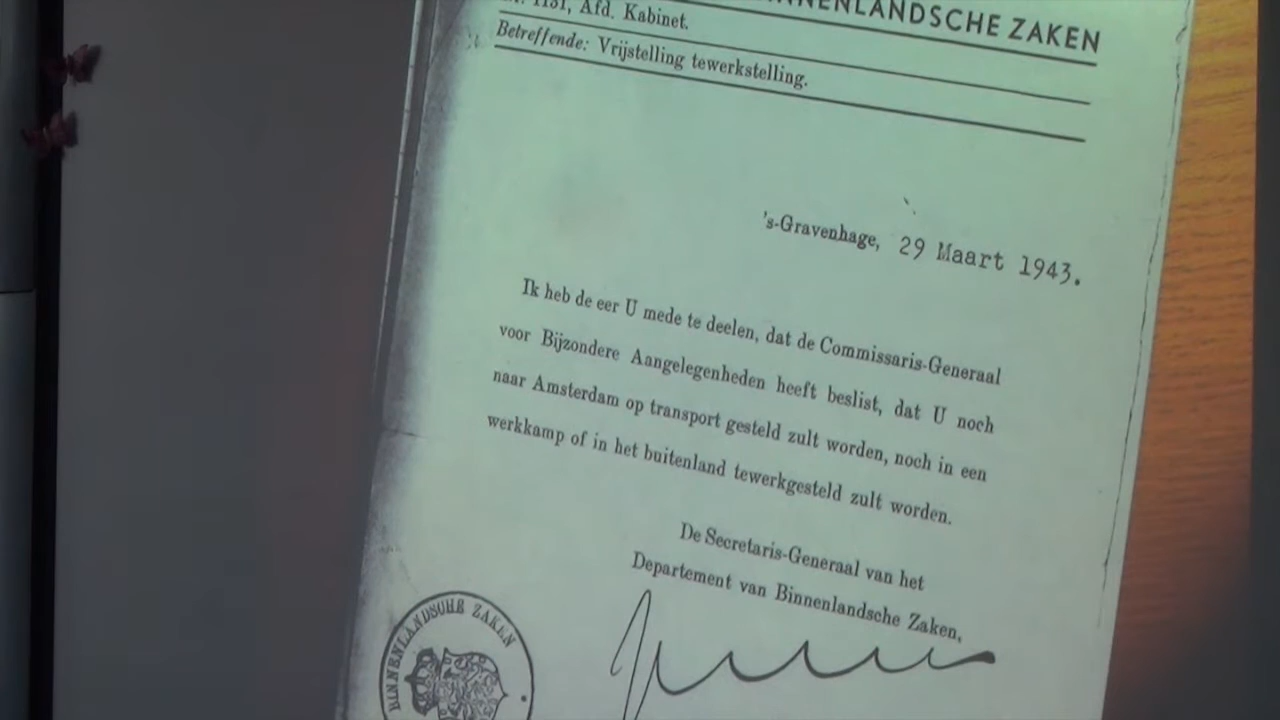 BINNENLANDSCHE ZAKEN
1131, Afd. Kabinet.
Betreffende: Vrijstelling tewerkstelling.
's-Gravenhage, 29 Maart 1943.
Ik heb de eer U mede te deelen, dat de Commissaris-Generaal
voor Bijzondere Aangelegenheden heeft beslist, dat U noch
naar Amsterdam op transport gesteld zult worden, noch in een
werkkamp of in het buitenland tewerkgesteld zult worden.
De Secretaris-Generaal van het
Departement van Binnenlandsche Zaken,
BINNENLANDSCHE ZAKEN